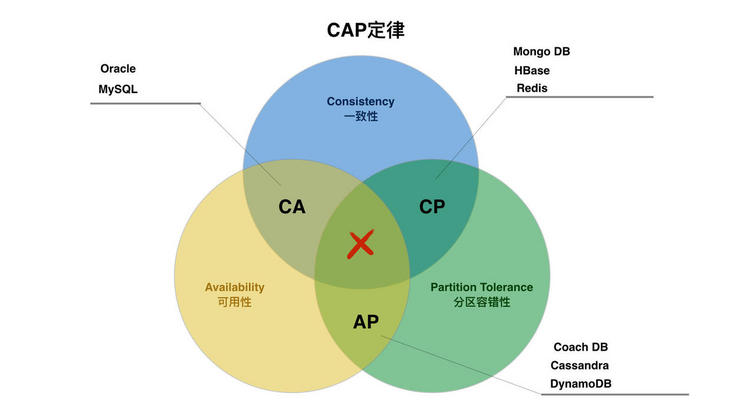 CAP定律
Oracle
MySQL
Mongo DB
HBase
Redis
Consistency
一致性
CA
CP
Availability
可用性
Partition Tolerance
分区容错性
AP
Coach DB
Cassandra
DynamoDB